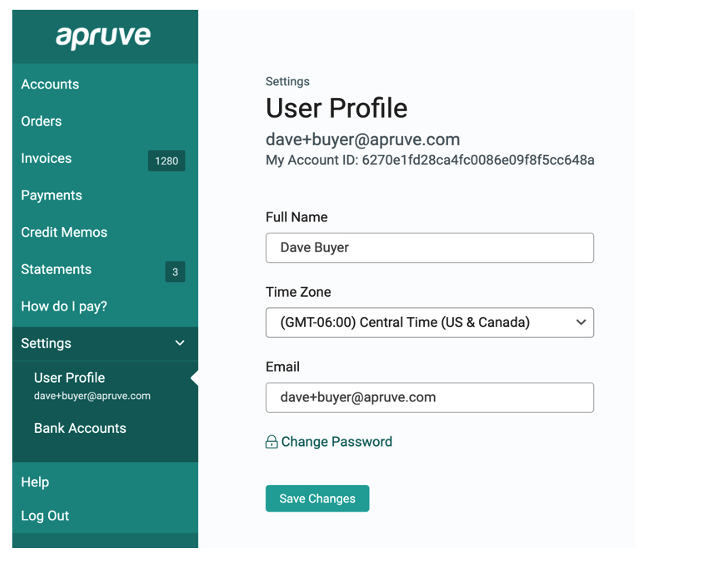 apruve
Accounts
Orders
Invoices 1280
Payments
Credit Memos
Statements 3
How do I pay?
Settings
User Profile
dave+buyer@apruve.com
Bank Accounts
Help
Log Out
Settings
User Profile
dave+buyer@apruve.com
My Account ID: 6270e1fd28ca4fc0086e09f8f5cc648a
Full Name
Dave Buyer
Time Zone
(GMT-06:00) Central Time (US & Canada)
Email
dave+buyer@apruve.com
Change Password
Save Changes